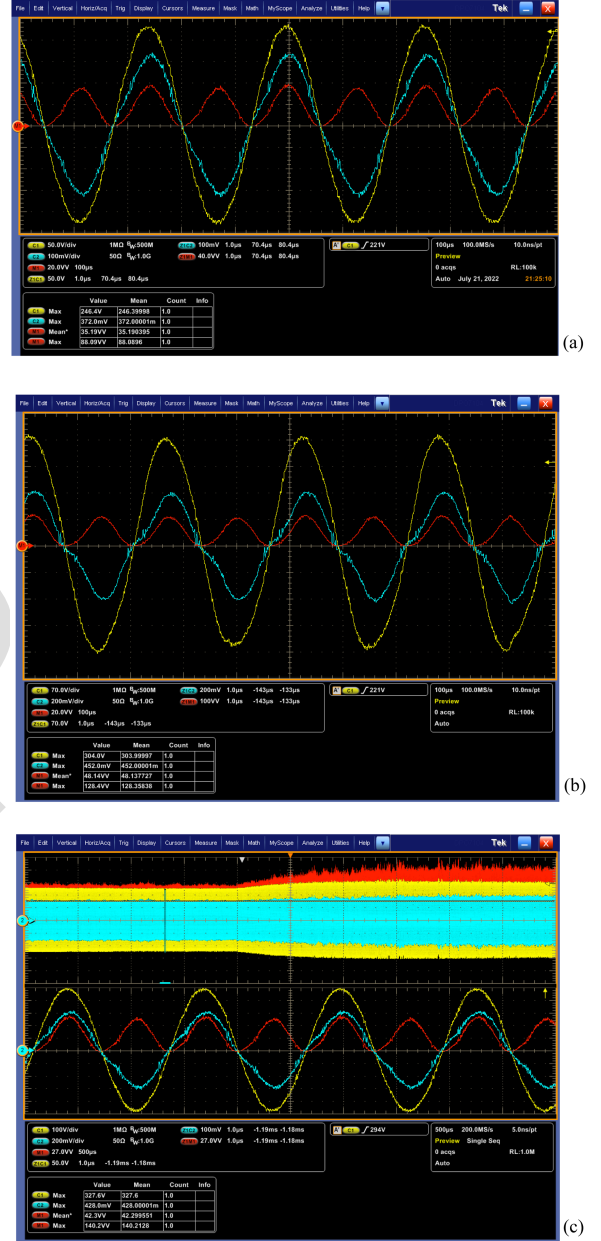 File Edit Vertical Horiz/Acq Trig Display Cursors Measure Mask Math MyScope Analyze Utilities Help Tek X
C1 50.0V/div 1MΩ BW:500M
C2 100mV/div 50Ω BW:1.0G
M1 20.0VV 100µs
Z1C1 50.0V 1.0µs 70.4µs 80.4µs
Z1C2 100mV 1.0µs 70.4µs 80.4µs
Z1M1 40.0VV 1.0µs 70.4µs 80.4µs
A' C1 221V
100µs 100.0MS/s 10.0ns/pt
Preview
0 acqs RL:100k
Auto July 21, 2022 21:25:10
Value Mean Count Info
C1 Max 246.4V 246.39998 1.0
C2 Max 372.0mV 372.00001m 1.0
M1 Mean* 35.19VV 35.190395 1.0
M1 Max 88.09VV 88.0896 1.0
(a)
File Edit Vertical Horiz/Acq Trig Display Cursors Measure Mask Math MyScope Analyze Utilities Help Tek X
C1 70.0V/div 1MΩ BW:500M
C2 200mV/div 50Ω BW:1.0G
M1 20.0VV 100µs
Z1C1 70.0V 1.0µs -143µs -133µs
Z1C2 200mV 1.0µs -143µs -133µs
Z1M1 100VV 1.0µs -143µs -133µs
A' C1 221V
100µs 100.0MS/s 10.0ns/pt
Preview
0 acqs RL:100k
Auto
Value Mean Count Info
C1 Max 304.0V 303.99997 1.0
C2 Max 452.0mV 452.00001m 1.0
M1 Mean* 48.14VV 48.137727 1.0
M1 Max 128.4VV 128.35838 1.0
(b)
File Edit Vertical Horiz/Acq Trig Display Cursors Measure Mask Math MyScope Analyze Utilities Help Tek X
2
2
C1 100V/div 1MΩ BW:500M
C2 200mV/div 50Ω BW:1.0G
M1 27.0VV 500µs
Z1C1 50.0V 1.0µs -1.19ms -1.18ms
Z1C2 100mV 1.0µs -1.19ms -1.18ms
Z1M1 27.0VV 1.0µs -1.19ms -1.18ms
A' C1 294V
500µs 200.0MS/s 5.0ns/pt
Preview Single Seq
0 acqs RL:1.0M
Auto
Value Mean Count Info
C1 Max 327.6V 327.6 1.0
C2 Max 428.0mV 428.00001m 1.0
M1 Mean* 42.3VV 42.299551 1.0
M1 Max 140.2VV 140.2128 1.0
(c)